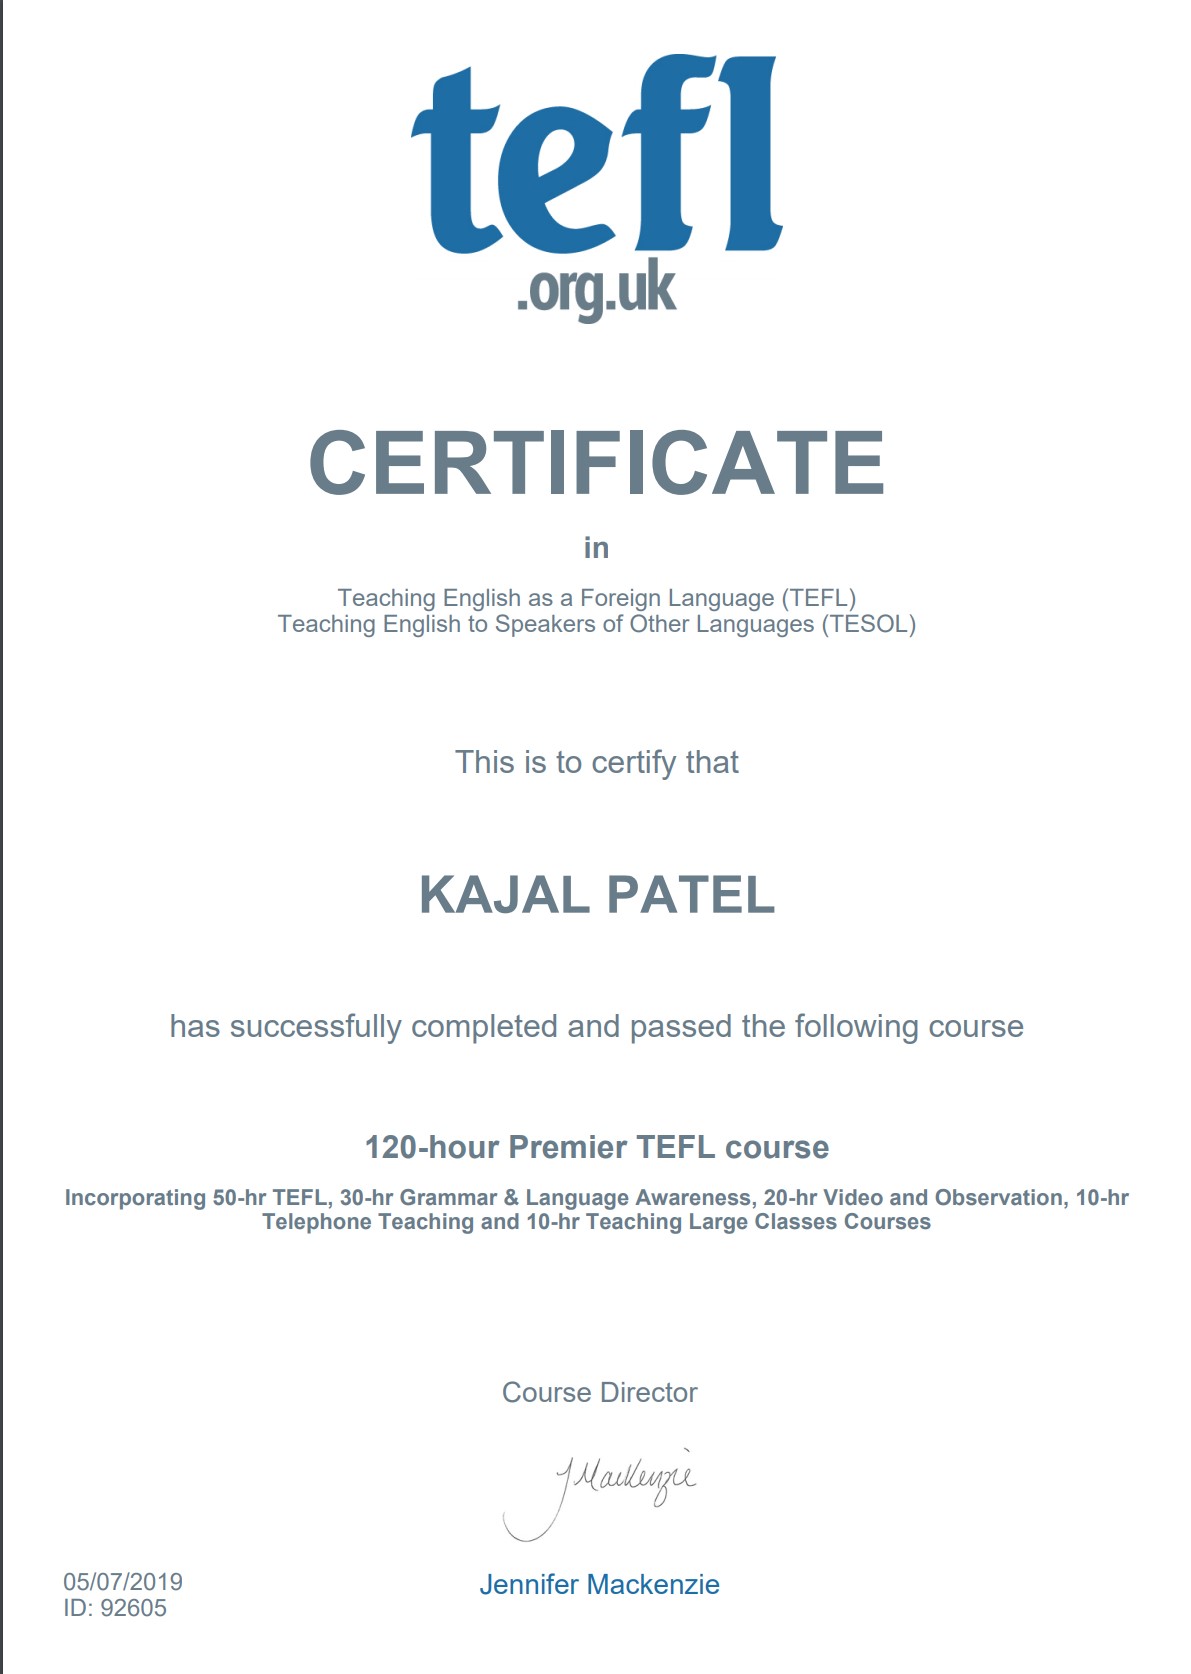 tefl
.org.uk
CERTIFICATE
in
Teaching English as a Foreign Language (TEFL)
Teaching English to Speakers of Other Languages (TESOL)
This is to certify that
KAJAL PATEL
has successfully completed and passed the following course
120-hour Premier TEFL course
Incorporating 50-hr TEFL, 30-hr Grammar & Language Awareness, 20-hr Video and Observation, 10-hr
Telephone Teaching and 10-hr Teaching Large Classes Courses
Course Director
JMacKenzie
Jennifer Mackenzie
05/07/2019
ID: 92605